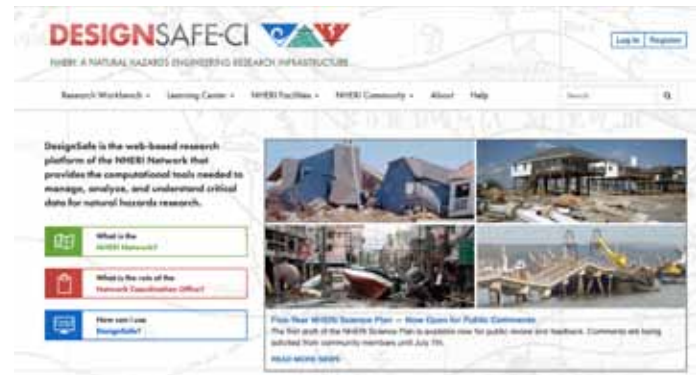 DESIGNSAFE-CI
NHERI: A NATURAL HAZARDS ENGINEERING RESEARCH INFRASTRUCTURE
Log in Register
Research Workbench Learning Center NHERI Facilities NHERI Community About Help Search
DesignSafe is the web-based research
platform of the NHERI Network that
provides the computational tools needed to
manage, analyze, and understand critical
data for natural hazards research.
What is the
NHERI Network?
What is the role of the
Network Coordination Office?
How can I use
DesignSafe?
Five-Year NHERI Science Plan — Now Open for Public Comments
The first draft of the NHERI Science Plan is available now for public review and feedback. Comments are being
solicited from community members until July 7th.
READ MORE NEWS